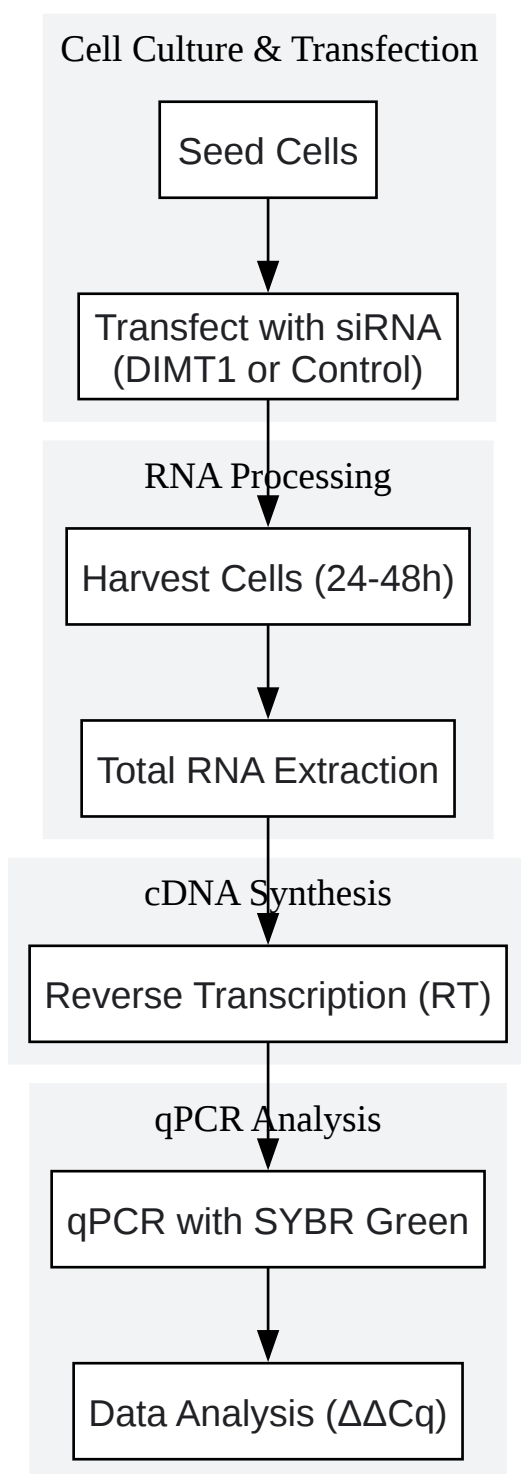 Cell Culture & Transfection
Seed Cells
Transfect with siRNA
(DIMT1 or Control)
RNA Processing
Harvest Cells (24-48h)
Total RNA Extraction
cDNA Synthesis
Reverse Transcription (RT)
qPCR Analysis
qPCR with SYBR Green
Data Analysis (ΔΔCq)